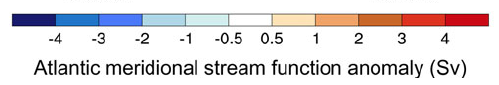 -4 -3 -2 -1 -0.5 0.5 1 2 3 4
Atlantic meridional stream function anomaly (Sv)